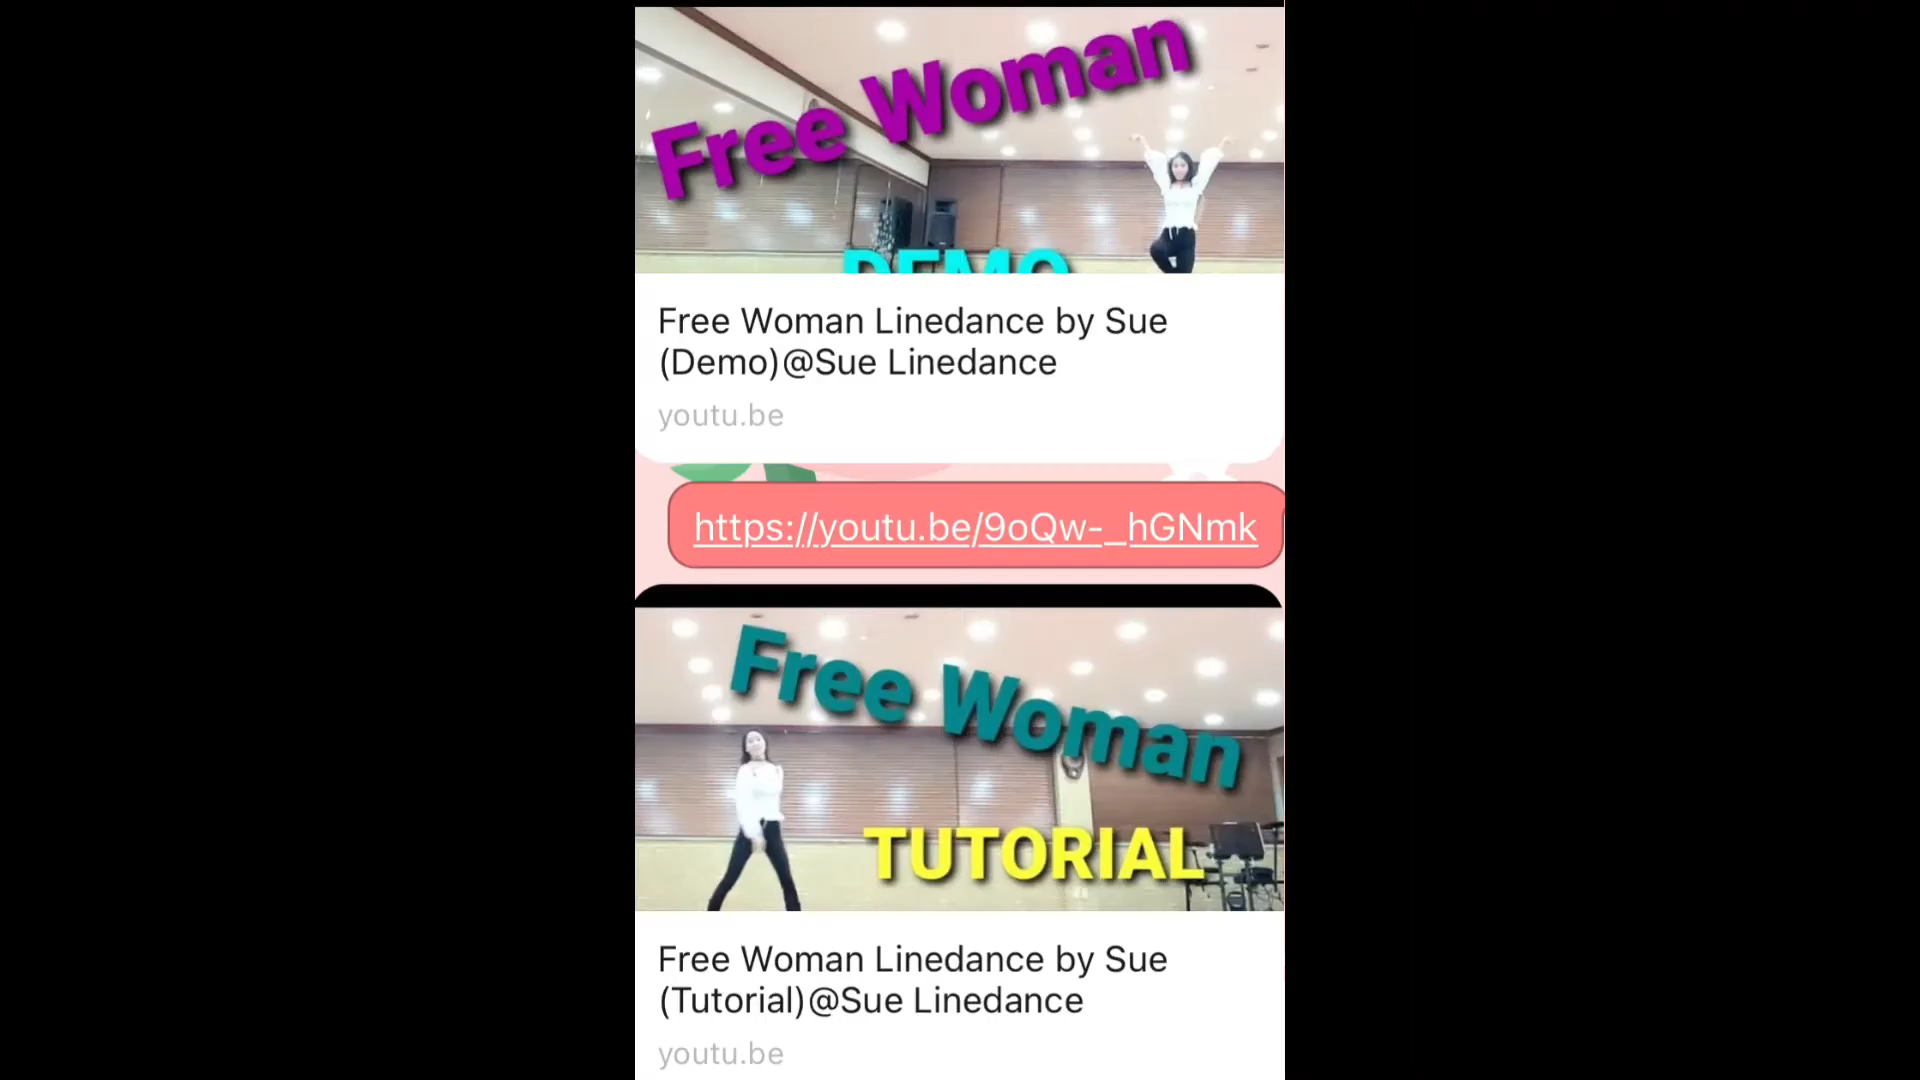 Free Woman
DEMO
Free Woman Linedance by Sue
(Demo)@Sue Linedance
youtu.be
https://youtu.be/9oQw-_hGNmk
Free Woman
TUTORIAL
Free Woman Linedance by Sue
(Tutorial)@Sue Linedance
youtu.be